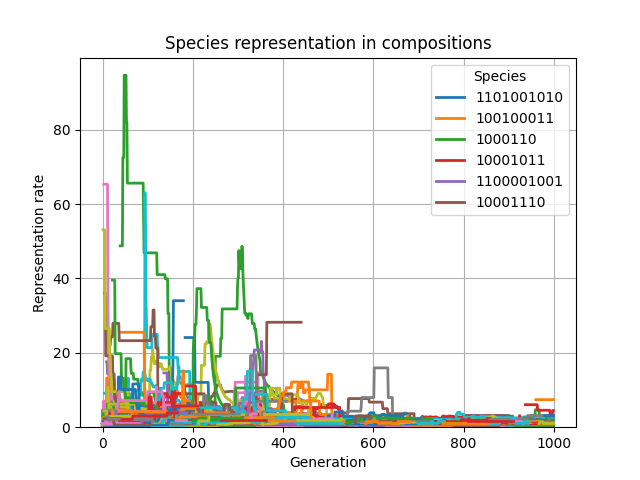 Species representation in compositions
Species
1101001010
100100011
1000110
10001011
1100001001
10001110
Representation rate
80
60
40
20
0
0 200 400 600 800 1000
Generation